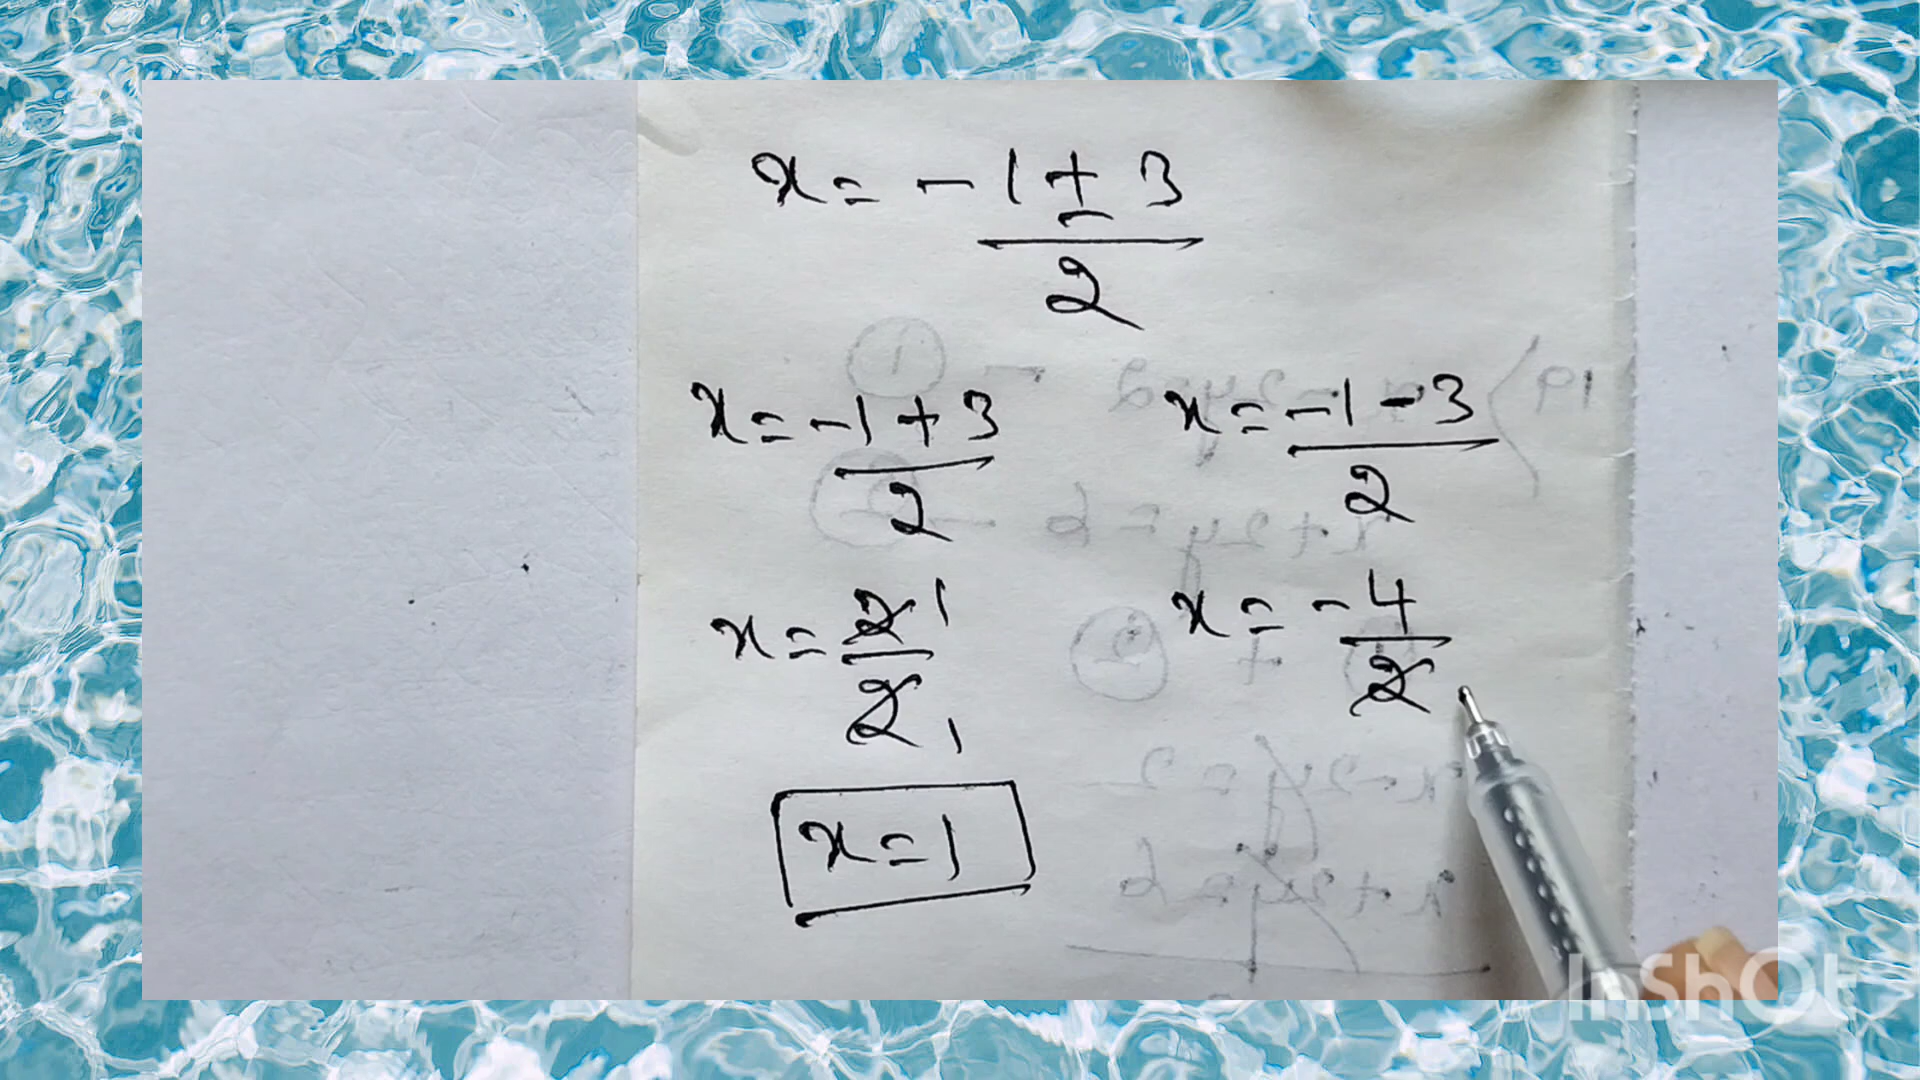 x = -1 ± 3
2
x = -1 + 3
2
x = -1 - 3
2
x = 2 1
2 1
x = -4
2
x = 1
InShOt